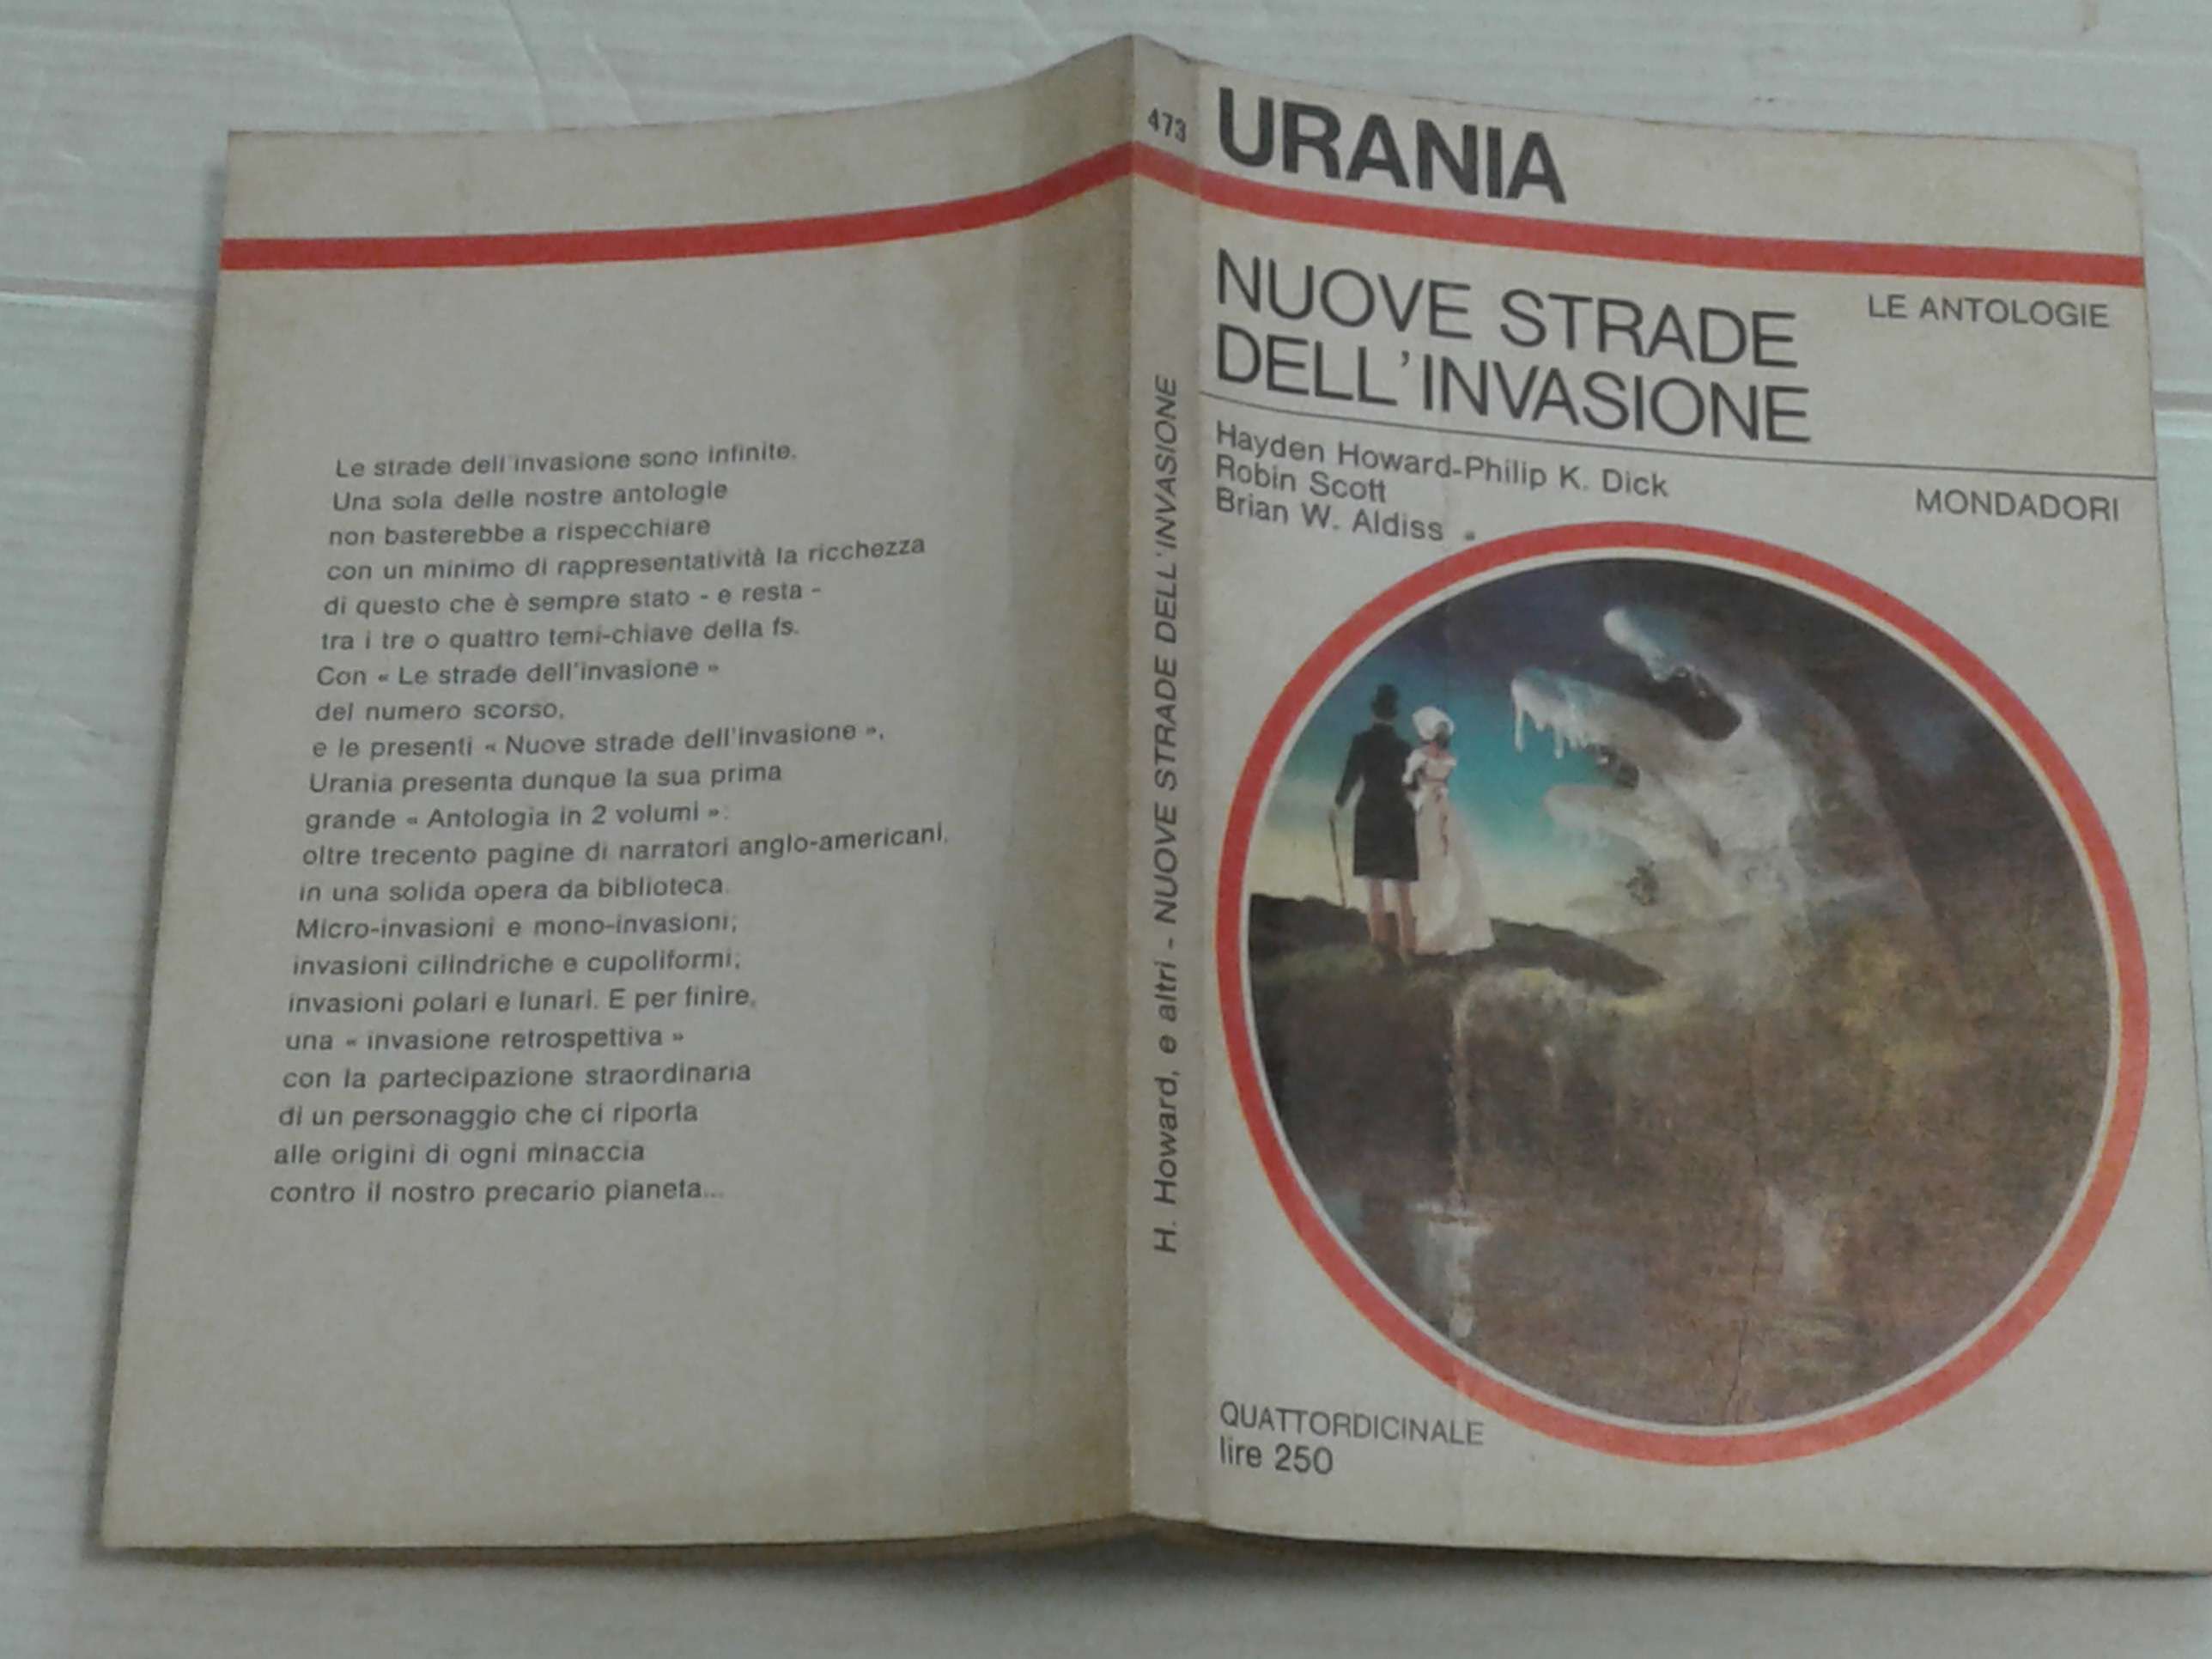 Le strade dell'invasione sono infinite.
Una sola delle nostre antologie
non basterebbe a rispecchiare
con un minimo di rappresentatività la ricchezza
di questo che è sempre stato - e resta -
tra i tre o quattro temi-chiave della fs.
Con « Le strade dell'invasione »
del numero scorso,
e le presenti « Nuove strade dell'invasione »,
Urania presenta dunque la sua prima
grande « Antologia in 2 volumi »:
oltre trecento pagine di narratori anglo-americani,
in una solida opera da biblioteca.
Micro-invasioni e mono-invasioni;
invasioni cilindriche e cupoliformi;
invasioni polari e lunari. E per finire,
una « invasione retrospettiva »
con la partecipazione straordinaria
di un personaggio che ci riporta
alle origini di ogni minaccia
contro il nostro precario pianeta...
473
H. Howard, e altri - NUOVE STRADE DELL'INVASIONE
URANIA
NUOVE STRADE
DELL'INVASIONE
LE ANTOLOGIE
Hayden Howard-Philip K. Dick
Robin Scott
Brian W. Aldiss
MONDADORI
QUATTORDICINALE
lire 250